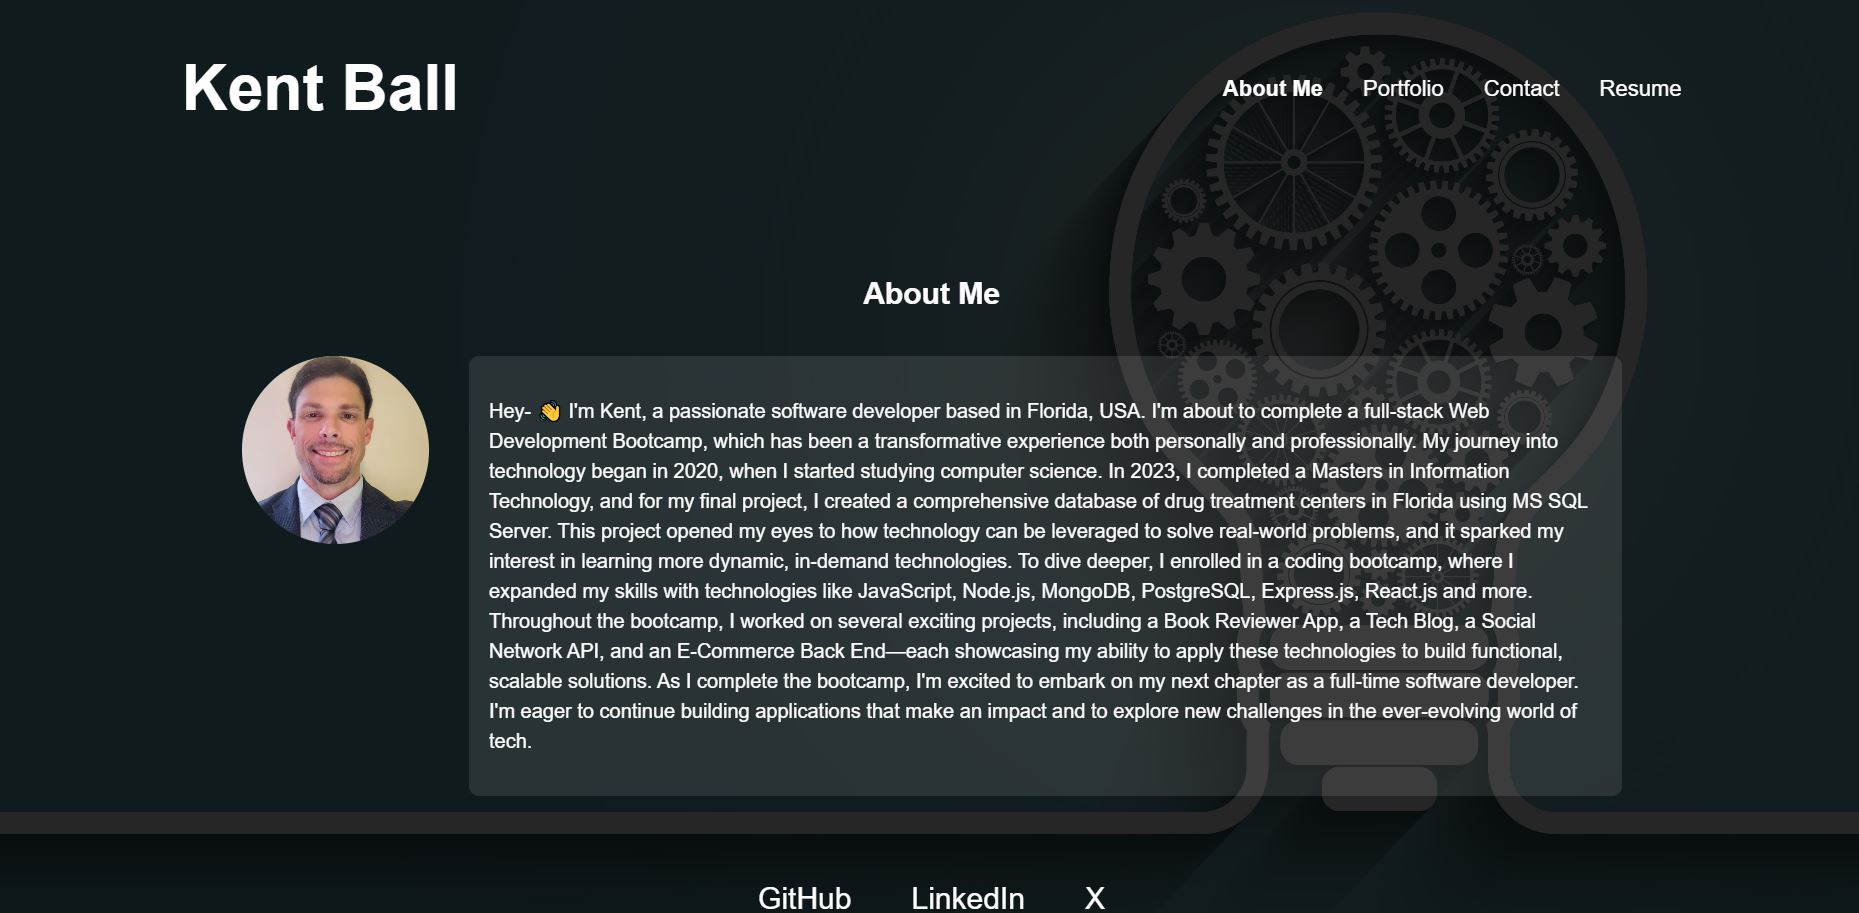 Kent Ball
About Me Portfolio Contact Resume
About Me
Hey- 👋 I'm Kent, a passionate software developer based in Florida, USA. I'm about to complete a full-stack Web
Development Bootcamp, which has been a transformative experience both personally and professionally. My journey into
technology began in 2020, when I started studying computer science. In 2023, I completed a Masters in Information
Technology, and for my final project, I created a comprehensive database of drug treatment centers in Florida using MS SQL
Server. This project opened my eyes to how technology can be leveraged to solve real-world problems, and it sparked my
interest in learning more dynamic, in-demand technologies. To dive deeper, I enrolled in a coding bootcamp, where I
expanded my skills with technologies like JavaScript, Node.js, MongoDB, PostgreSQL, Express.js, React.js and more.
Throughout the bootcamp, I worked on several exciting projects, including a Book Reviewer App, a Tech Blog, a Social
Network API, and an E-Commerce Back End—each showcasing my ability to apply these technologies to build functional,
scalable solutions. As I complete the bootcamp, I'm excited to embark on my next chapter as a full-time software developer.
I'm eager to continue building applications that make an impact and to explore new challenges in the ever-evolving world of
tech.
GitHub LinkedIn X